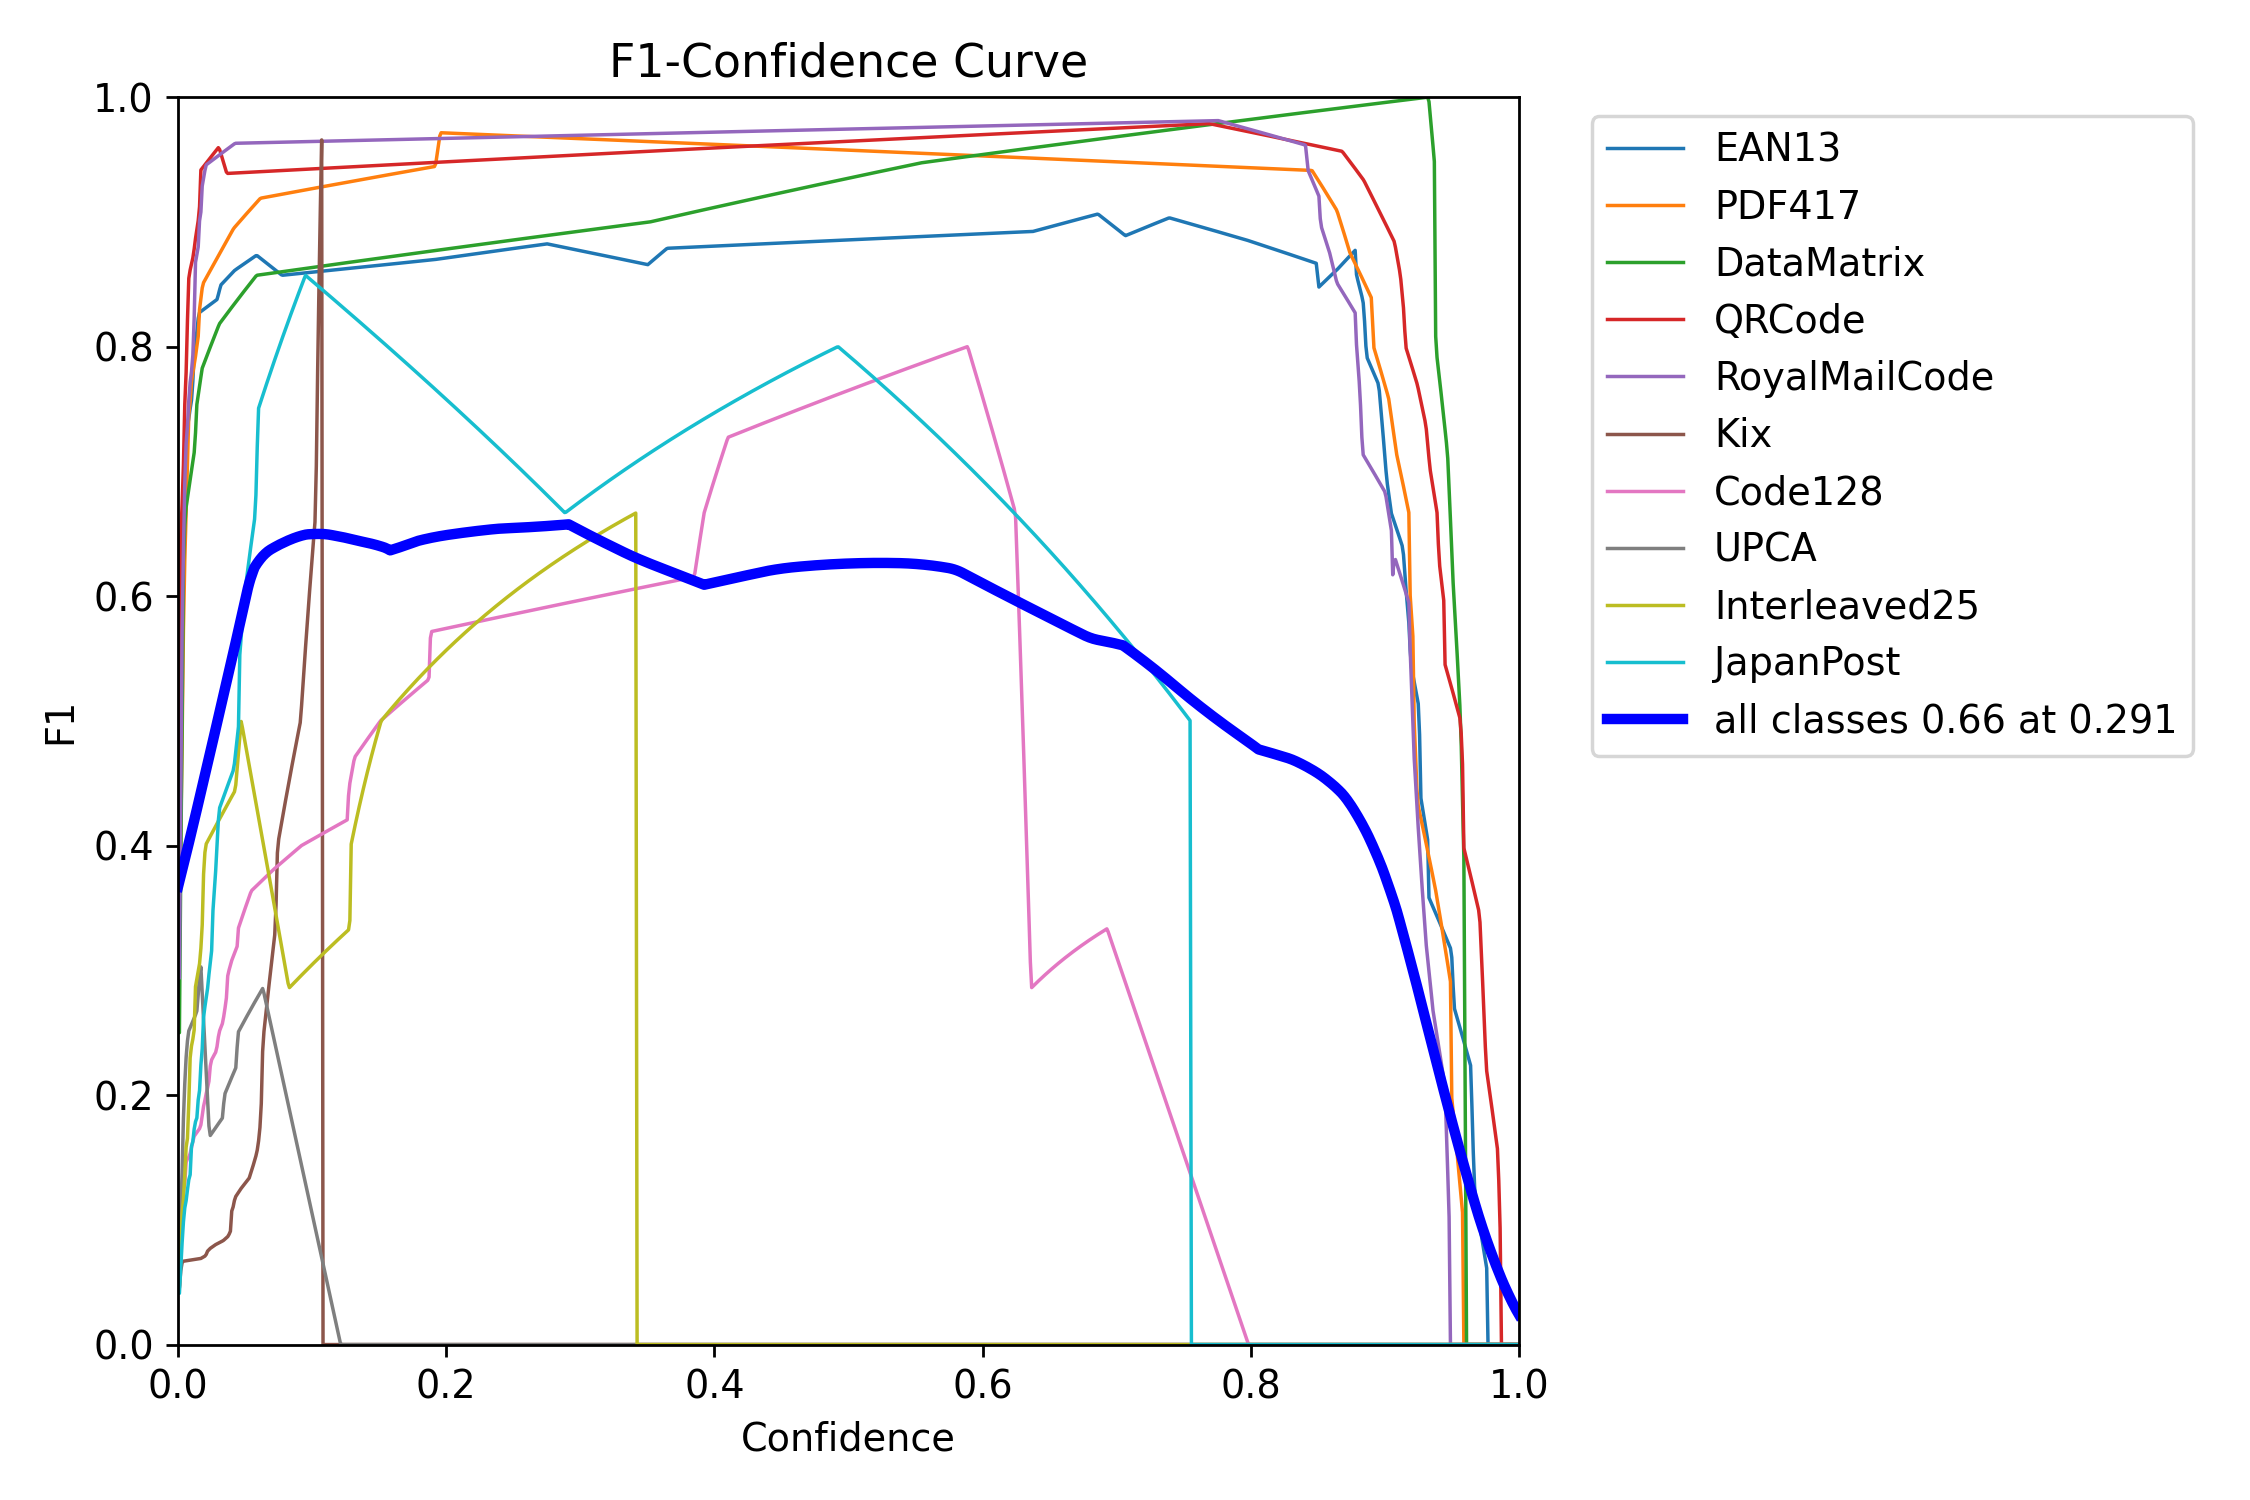 F1-Confidence Curve
1.0
0.8
0.6
0.4
0.2
0.0
F1
0.0 0.2 0.4 0.6 0.8 1.0
Confidence
EAN13
PDF417
DataMatrix
QRCode
RoyalMailCode
Kix
Code128
UPCA
Interleaved25
JapanPost
all classes 0.66 at 0.291